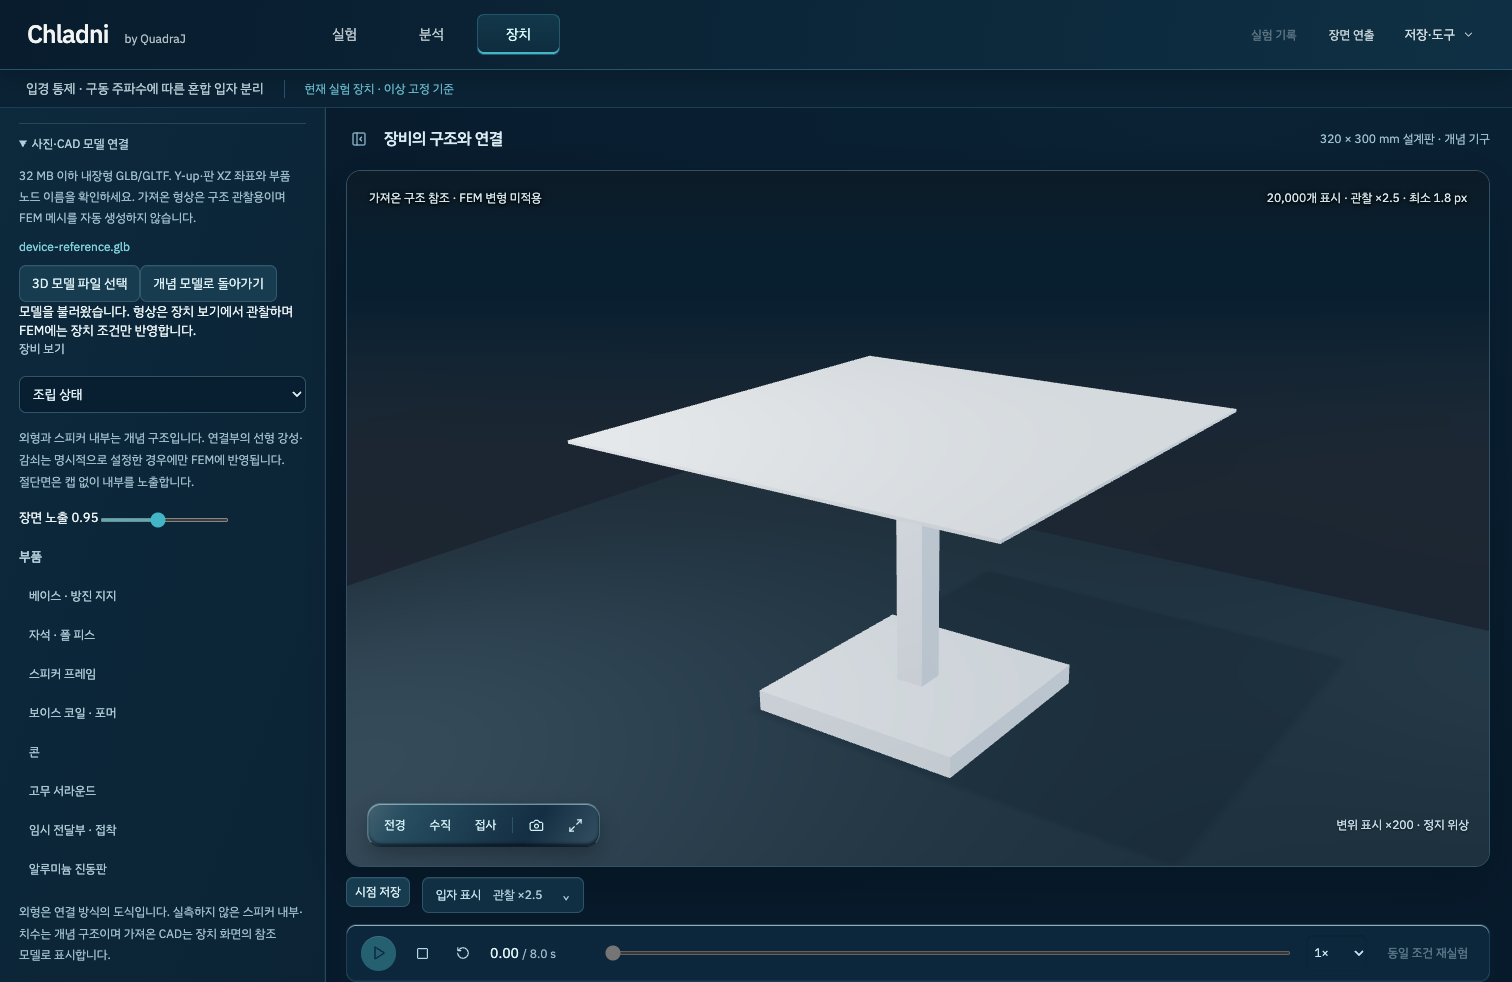 Chladni by QuadraJ
실험
분석
장치
실험 기록
장면 연출
저장·도구
입경 통제 · 구동 주파수에 따른 혼합 입자 분리
현재 실험 장치 · 이상 고정 기준
▼ 사진·CAD 모델 연결
32 MB 이하 내장형 GLB/GLTF. Y-up·판 XZ 좌표와 부품
노드 이름을 확인하세요. 가져온 형상은 구조 관찰용이며
FEM 메시를 자동 생성하지 않습니다.
device-reference.glb
3D 모델 파일 선택
개념 모델로 돌아가기
모델을 불러왔습니다. 형상은 장치 보기에서 관찰하며
FEM에는 장치 조건만 반영합니다.
장비 보기
조립 상태
외형과 스피커 내부는 개념 구조입니다. 연결부의 선형 강성·
감쇠는 명시적으로 설정한 경우에만 FEM에 반영됩니다.
절단면은 캡 없이 내부를 노출합니다.
장면 노출 0.95
부품
베이스 · 방진 지지
자석 · 폴 피스
스피커 프레임
보이스 코일 · 포머
콘
고무 서라운드
임시 전달부 · 접착
알루미늄 진동판
외형은 연결 방식의 도식입니다. 실측하지 않은 스피커 내부·
치수는 개념 구조이며 가져온 CAD는 장치 화면의 참조
모델로 표시합니다.
장비의 구조와 연결
320 × 300 mm 설계판 · 개념 기구
가져온 구조 참조 · FEM 변형 미적용
20,000개 표시 · 관찰 ×2.5 · 최소 1.8 px
전경
수직
접사
변위 표시 ×200 · 정지 위상
시점 저장
입자 표시 관찰 ×2.5
0.00 / 8.0 s
1×
동일 조건 재실험